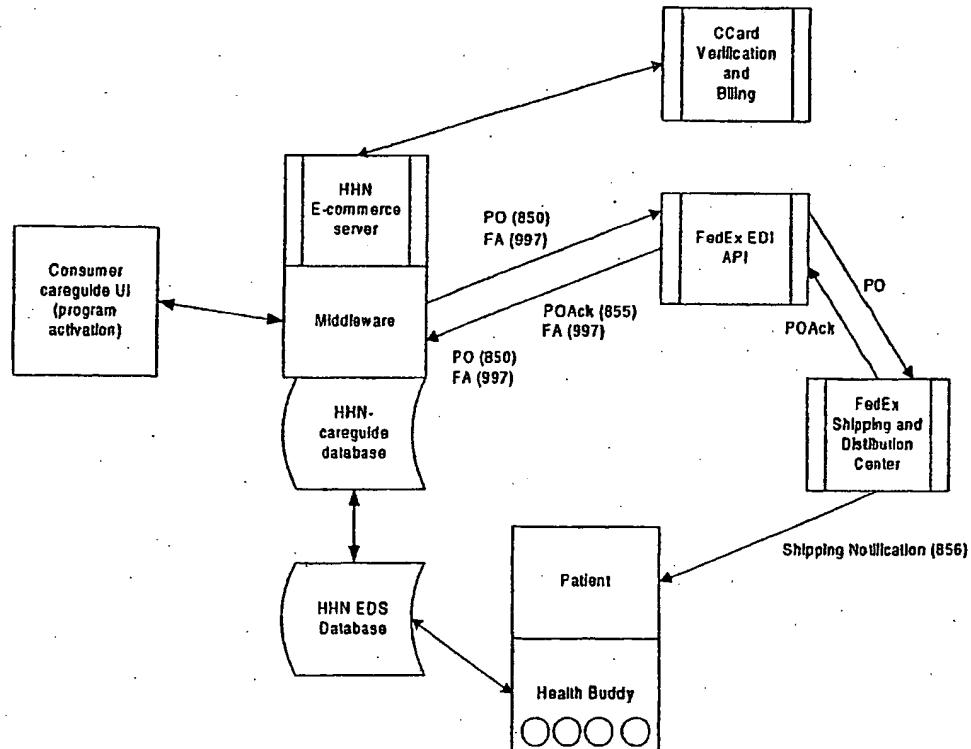 CCard
Verification
and
Billing
HHN
E-commerce
server
PO (850)
FA (997)
FedEx EDI
API
Consumer
careguide UI
(program
activation)
Middleware
PO
POAck (855)
FA (997)
POAck
PO (850)
FA (997)
HHN-
careguide
database
FedEx
Shipping and
Distibution
Center
Shipping Notification (856)
Patient
HHN EDS
Database
Health Buddy